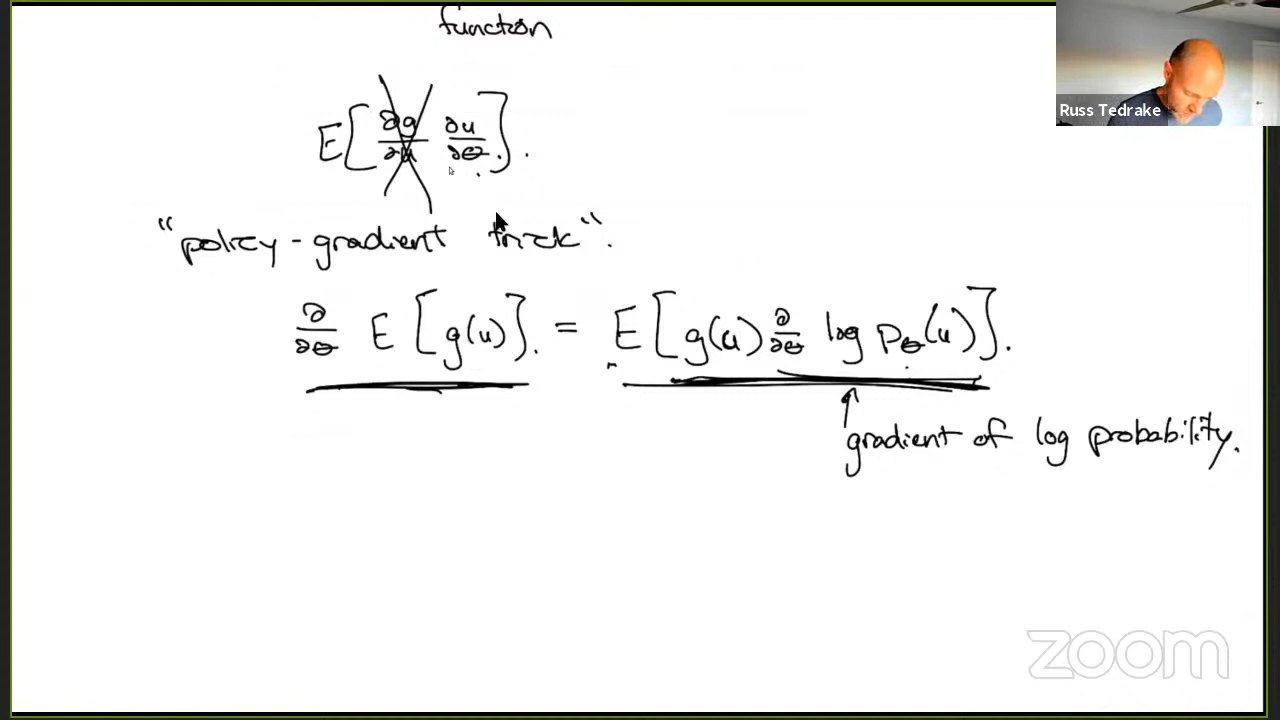 function
Russ Tedrake
E[∂g/∂u ∂u/∂θ].
"policy-gradient trick".
∂/∂θ E[g(u)]. = E[g(u) ∂/∂θ log pθ(u)].
gradient of log probability.
zoom